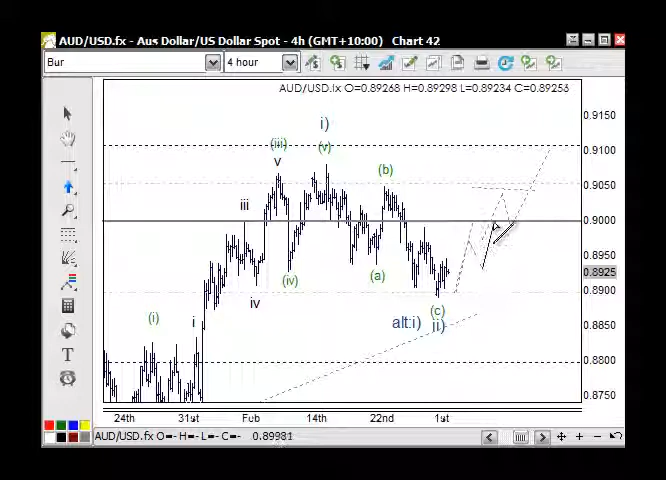 AUD/USD.fx - Aus Dollar/US Dollar Spot - 4h (GMT+10:00) Chart 42
Bur 4 hour
AUD/USD.fx O=0.89268 H=0.89298 L=0.89234 C=0.89256
0.9150
i)
(iii) (v)
0.9100
v (b)
0.9050
iii
0.9000
0.8950
(iv) (a)
0.8925
iv
0.8900
(i) i (c)
alt:i) ii)
0.8850
0.8800
0.8750
24th 31st Feb 14th 22nd 1st
T
AUD/USD.fx O=- H=- L=- C=- 0.89981